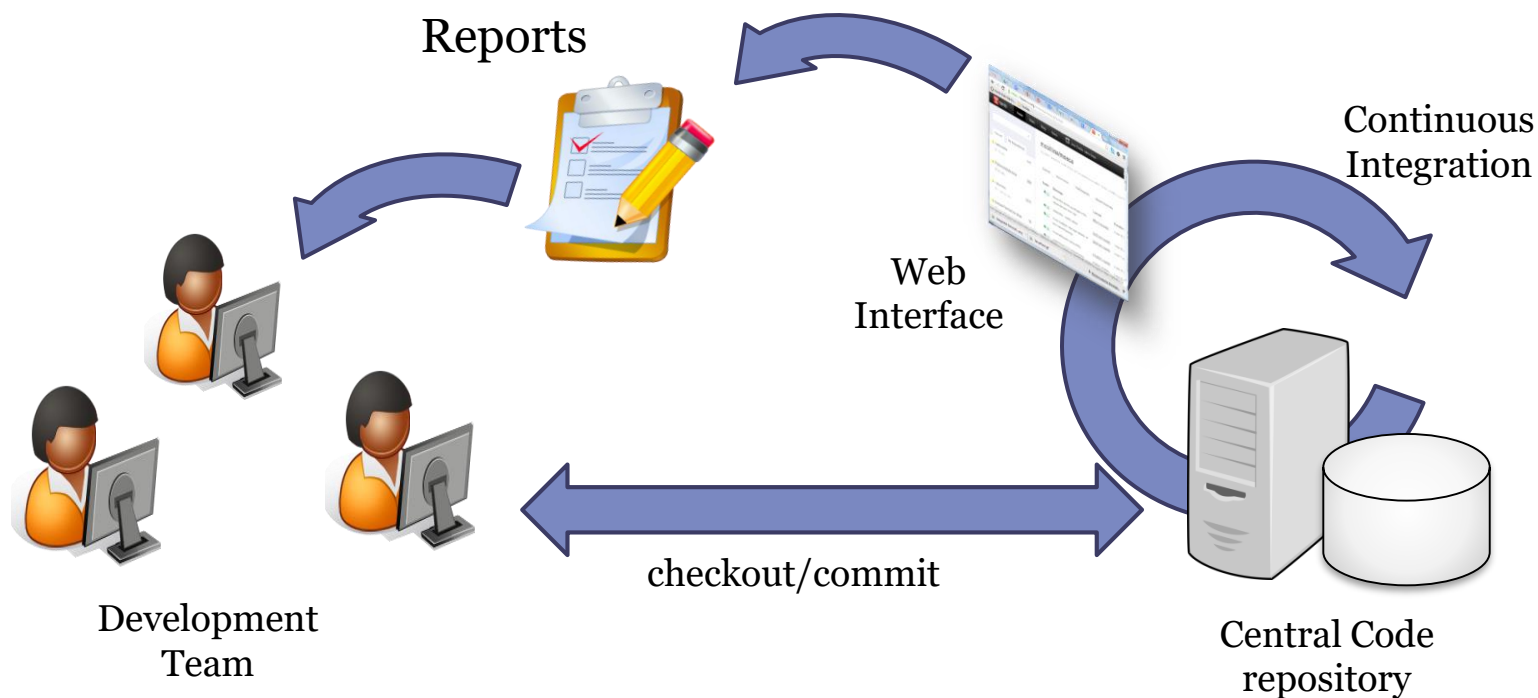 Reports
Continuous
Integration
Web
Interface
checkout/commit
Development
Team
Central Code
repository